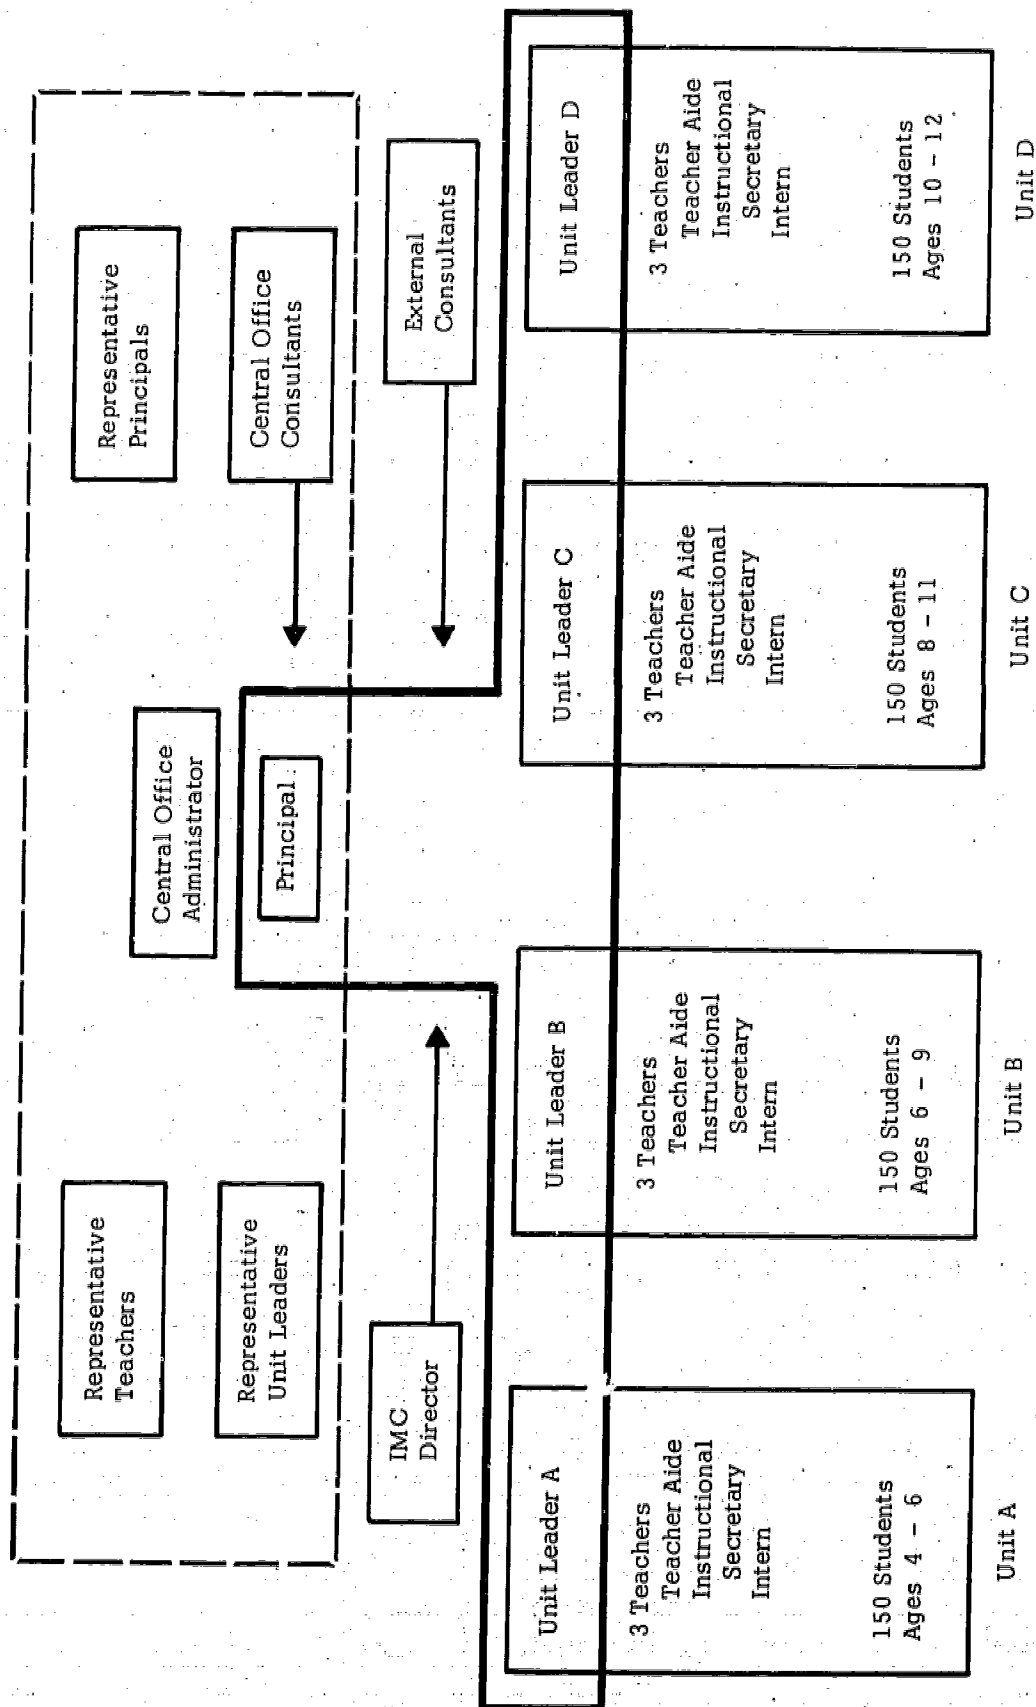 Representative
Teachers
Representative
Unit Leaders
Central Office
Administrator
Principal
Representative
Principals
Central Office
Consultants
IMC
Director
External
Consultants
Unit Leader A
3 Teachers
Teacher Aide
Instructional
Secretary
Intern
150 Students
Ages 4 – 6
Unit A
Unit Leader B
3 Teachers
Teacher Aide
Instructional
Secretary
Intern
150 Students
Ages 6 – 9
Unit B
Unit Leader C
3 Teachers
Teacher Aide
Instructional
Secretary
Intern
150 Students
Ages 8 – 11
Unit C
Unit Leader D
3 Teachers
Teacher Aide
Instructional
Secretary
Intern
150 Students
Ages 10 – 12
Unit D